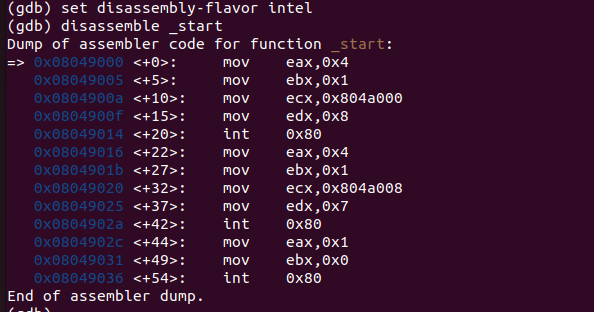 (gdb) set disassembly-flavor intel
(gdb) disassemble _start
Dump of assembler code for function _start:
=> 0x08049000 <+0>:     mov    eax,0x4
   0x08049005 <+5>:     mov    ebx,0x1
   0x0804900a <+10>:    mov    ecx,0x804a000
   0x0804900f <+15>:    mov    edx,0x8
   0x08049014 <+20>:    int    0x80
   0x08049016 <+22>:    mov    eax,0x4
   0x0804901b <+27>:    mov    ebx,0x1
   0x08049020 <+32>:    mov    ecx,0x804a008
   0x08049025 <+37>:    mov    edx,0x7
   0x0804902a <+42>:    int    0x80
   0x0804902c <+44>:    mov    eax,0x1
   0x08049031 <+49>:    mov    ebx,0x0
   0x08049036 <+54>:    int    0x80
End of assembler dump.
(gdb)